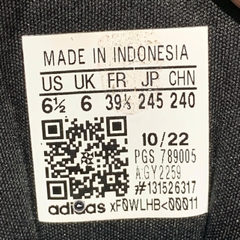 MADE IN INDONESIA
US UK FR JP CHN
6½ 6 39⅓ 245 240
10/22
PGS 789005
AGY2259
#131526317
adidas xF0WLHB<00011